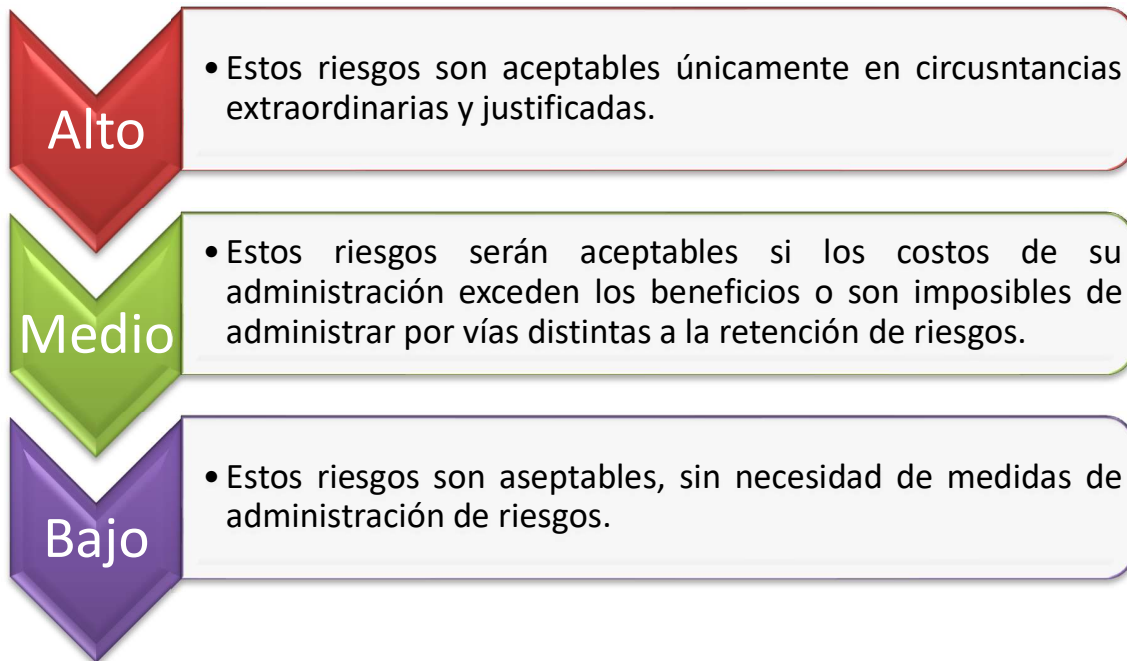 Alto
• Estos riesgos son aceptables únicamente en circusntancias
extraordinarias y justificadas.
Medio
• Estos riesgos serán aceptables si los costos de su
administración exceden los beneficios o son imposibles de
administrar por vías distintas a la retención de riesgos.
Bajo
• Estos riesgos son aseptables, sin necesidad de medidas de
administración de riesgos.